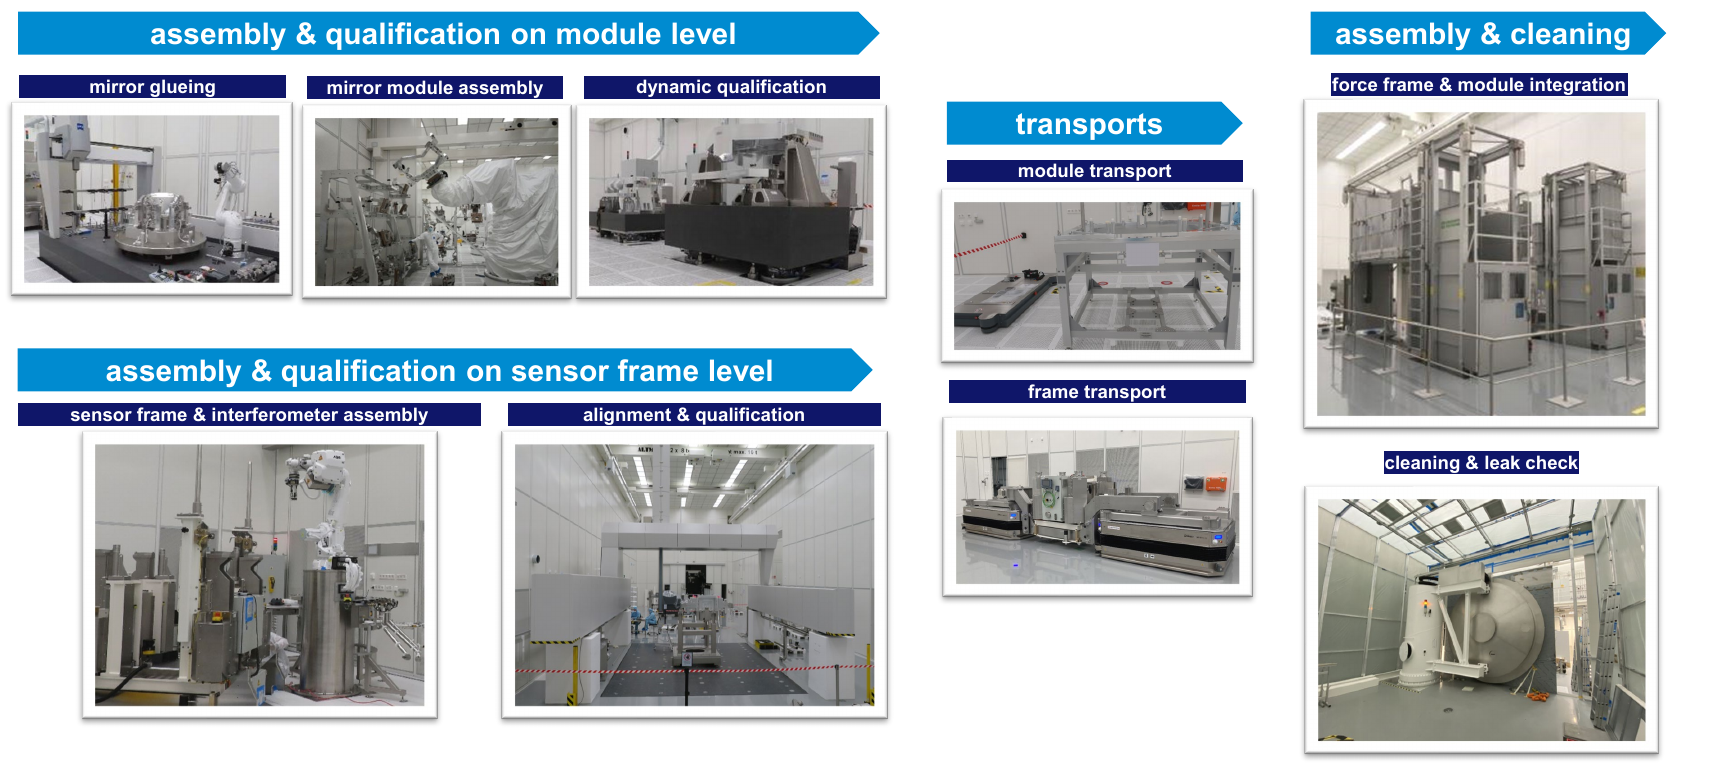 assembly & qualification on module level
mirror glueing
mirror module assembly
dynamic qualification
assembly & qualification on sensor frame level
sensor frame & interferometer assembly
alignment & qualification
transports
module transport
frame transport
assembly & cleaning
force frame & module integration
cleaning & leak check